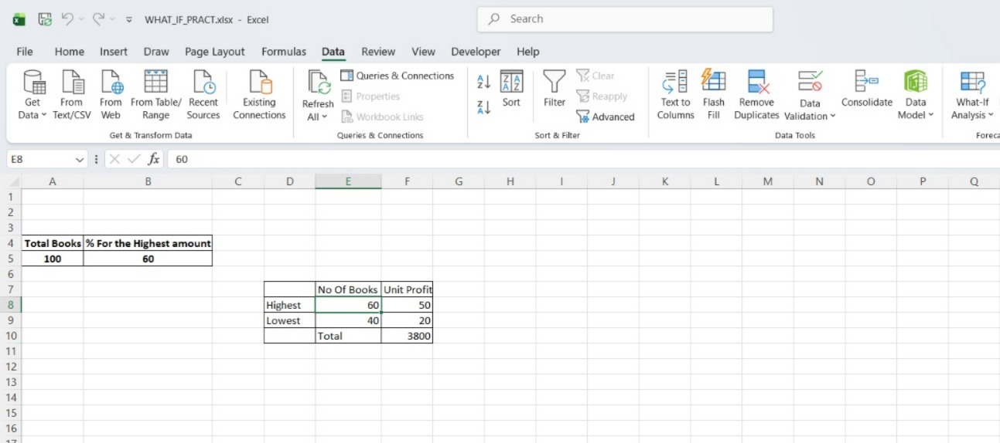 WHAT_IF_PRACT.xlsx - Excel
Search
File Home Insert Draw Page Layout Formulas Data Review View Developer Help
Get Data
From Text/CSV
From Web
From Table/ Range
Recent Sources
Existing Connections
Get & Transform Data
Refresh All
Queries & Connections
Properties
Workbook Links
Queries & Connections
Sort
Filter
Clear
Reapply
Advanced
Sort & Filter
Text to Columns
Flash Fill
Remove Duplicates
Data Validation
Consolidate
Data Model
Data Tools
What-If Analysis
Foreca
E8 fx 60
A B C D E F G H I J K L M N O P Q
1
2
3
4 Total Books % For the Highest amount
5 100 60
6
7 No Of Books Unit Profit
8 Highest 60 50
9 Lowest 40 20
10 Total 3800
11
12
13
14
15
16
17